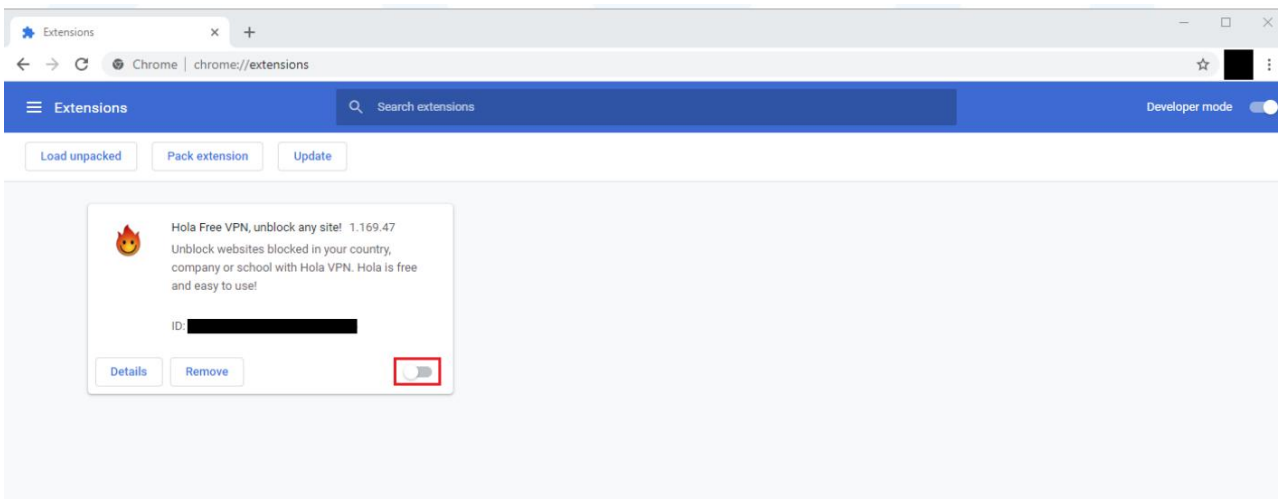 Extensions
Chrome | chrome://extensions
Extensions
Search extensions
Developer mode
Load unpacked
Pack extension
Update
Hola Free VPN, unblock any site! 1.169.47
Unblock websites blocked in your country,
company or school with Hola VPN. Hola is free
and easy to use!
ID:
Details
Remove